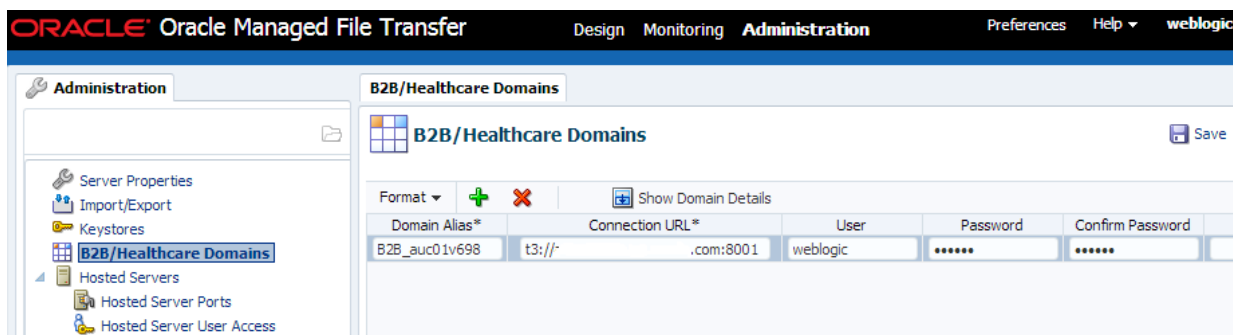 ORACLE Oracle Managed File Transfer Design Monitoring Administration Preferences Help weblogic
Administration
B2B/Healthcare Domains
B2B/Healthcare Domains
Save
Server Properties
Import/Export
Keystores
B2B/Healthcare Domains
Hosted Servers
Hosted Server Ports
Hosted Server User Access
Format Show Domain Details
Domain Alias* Connection URL* User Password Confirm Password
B2B_auc01v698 t3:// .com:8001 weblogic •••••• ••••••